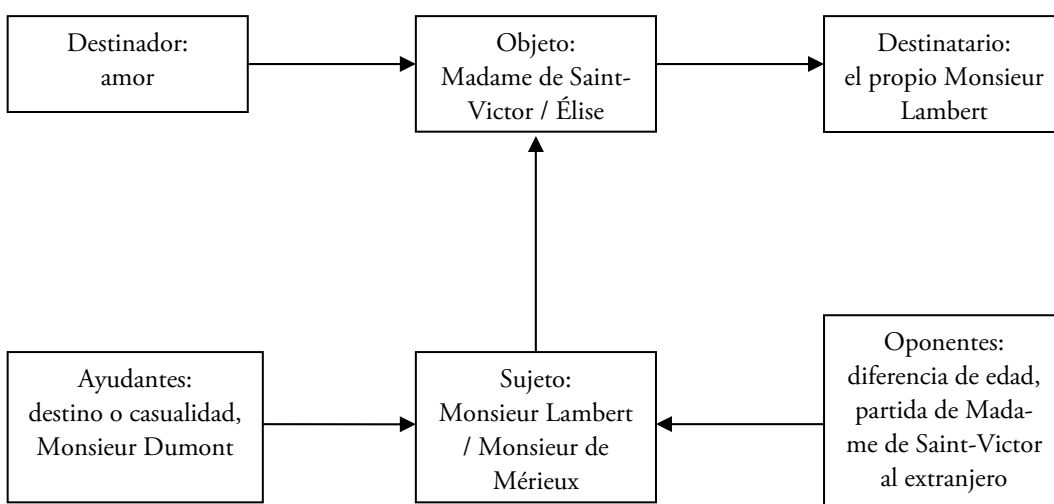 Destinador:
amor
Objeto:
Madame de Saint-
Victor / Élise
Destinatario:
el propio Monsieur
Lambert
Ayudantes:
destino o casualidad,
Monsieur Dumont
Sujeto:
Monsieur Lambert
/ Monsieur de
Mérieux
Oponentes:
diferencia de edad,
partida de Mada-
me de Saint-Victor
al extranjero